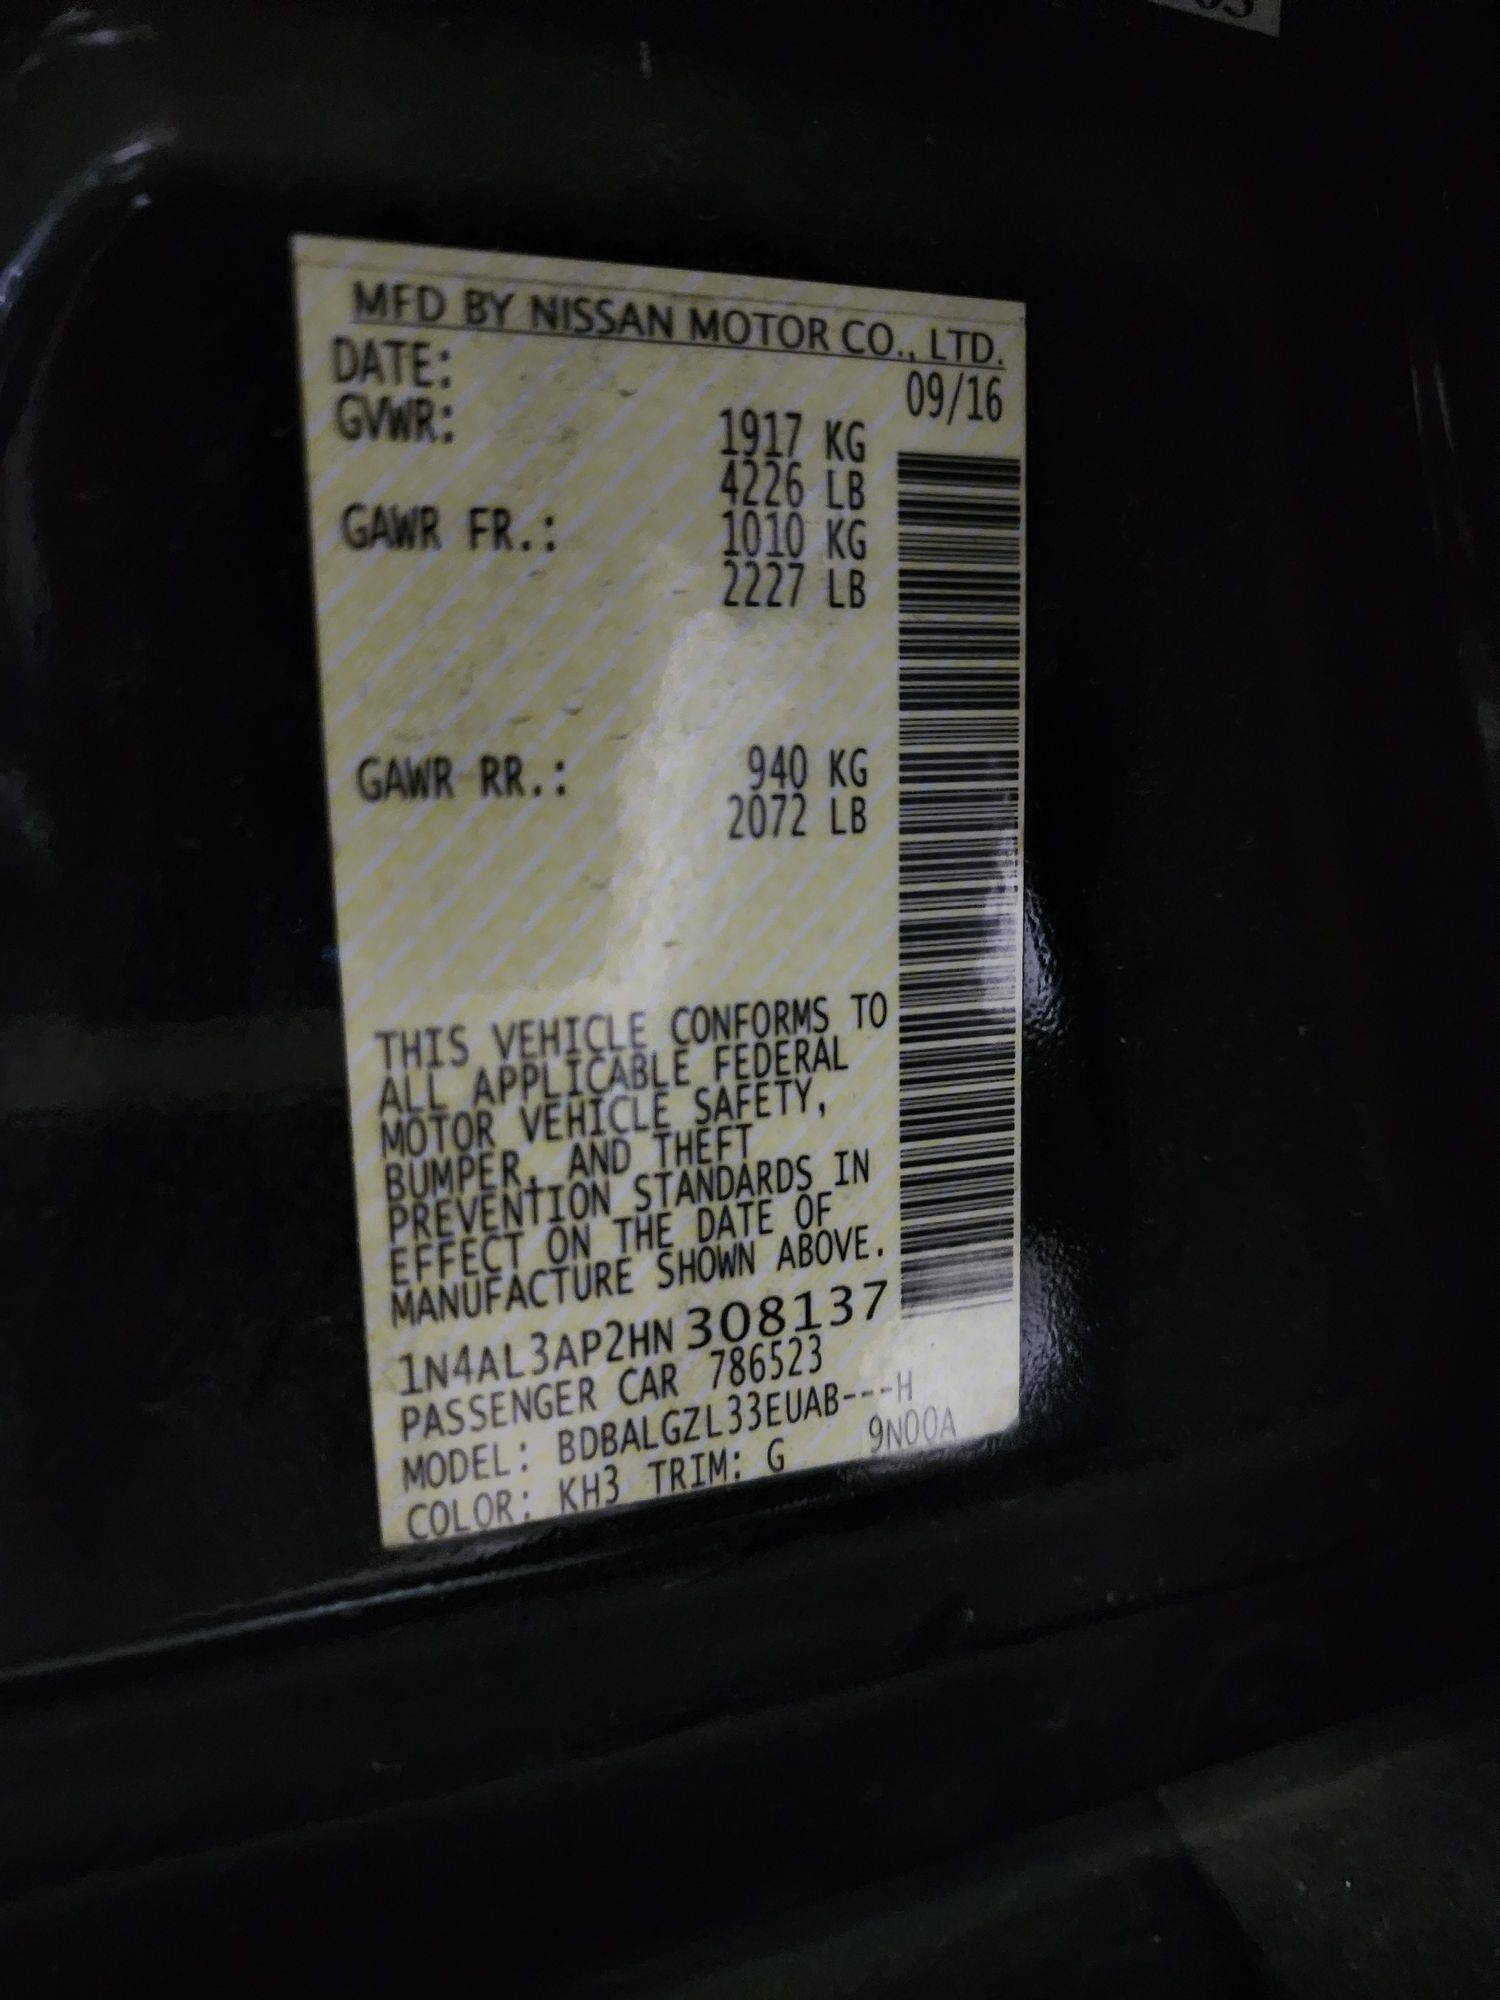 MFD BY NISSAN MOTOR CO., LTD.
DATE: 09/16
GVWR: 1917 KG
4226 LB
GAWR FR.: 1010 KG
2227 LB
GAWR RR.: 940 KG
2072 LB
THIS VEHICLE CONFORMS TO
ALL APPLICABLE FEDERAL
MOTOR VEHICLE SAFETY,
BUMPER, AND THEFT
PREVENTION STANDARDS IN
EFFECT ON THE DATE OF
MANUFACTURE SHOWN ABOVE.
1N4AL3AP2HN308137
PASSENGER CAR 786523
MODEL: BDBALGZL33EUAB---H
COLOR: KH3 TRIM: G 9N00A